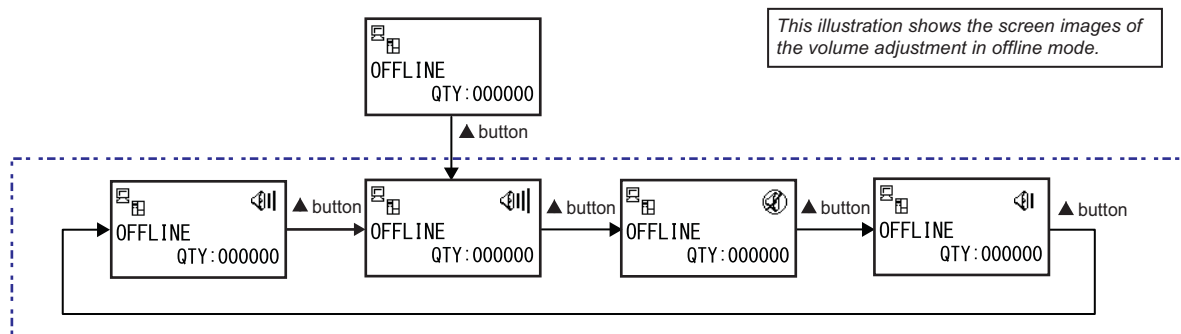 This illustration shows the screen images of
the volume adjustment in offline mode.
OFFLINE
QTY:000000
▲ button
OFFLINE
QTY:000000
▲ button
OFFLINE
QTY:000000
▲ button
OFFLINE
QTY:000000
▲ button
OFFLINE
QTY:000000
▲ button